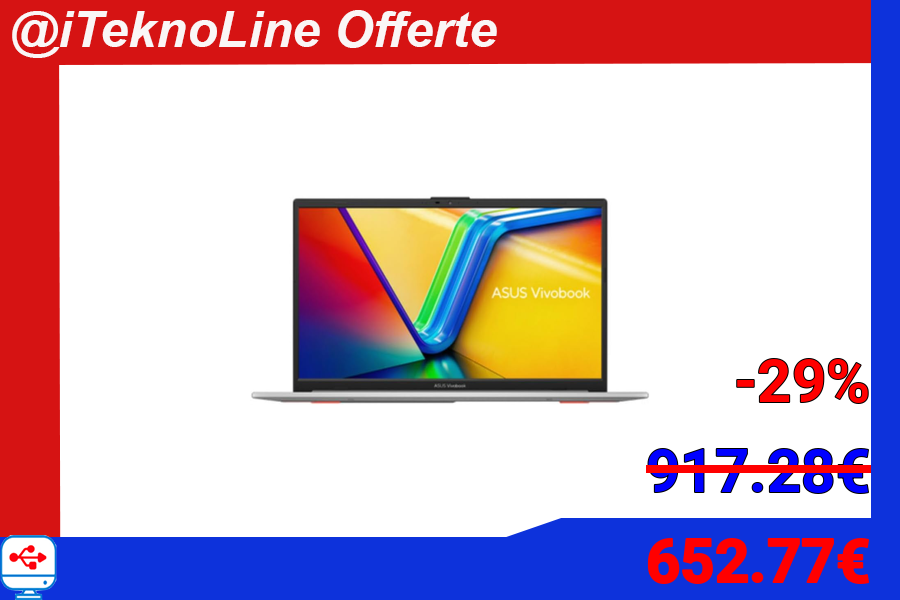 @iTeknoLine Offerte
ASUS Vivobook
ASUS Vivobook
-29%
917.28€
652.77€